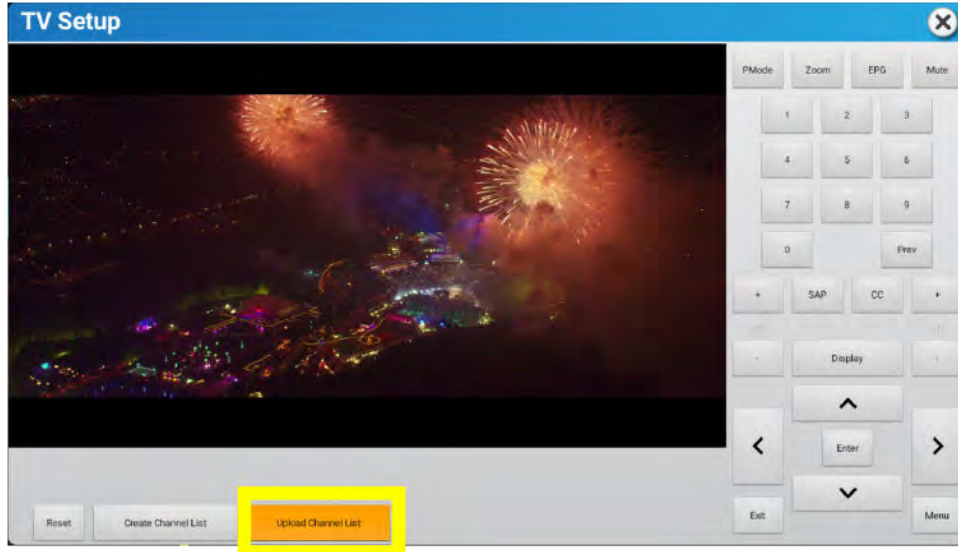 TV Setup
PMode Zoom EPG Mute
1 2 3
4 5 6
7 8 9
0 Prev
+ SAP CC +
- Display -
Enter
Reset Create Channel List Upload Channel List Exit Menu